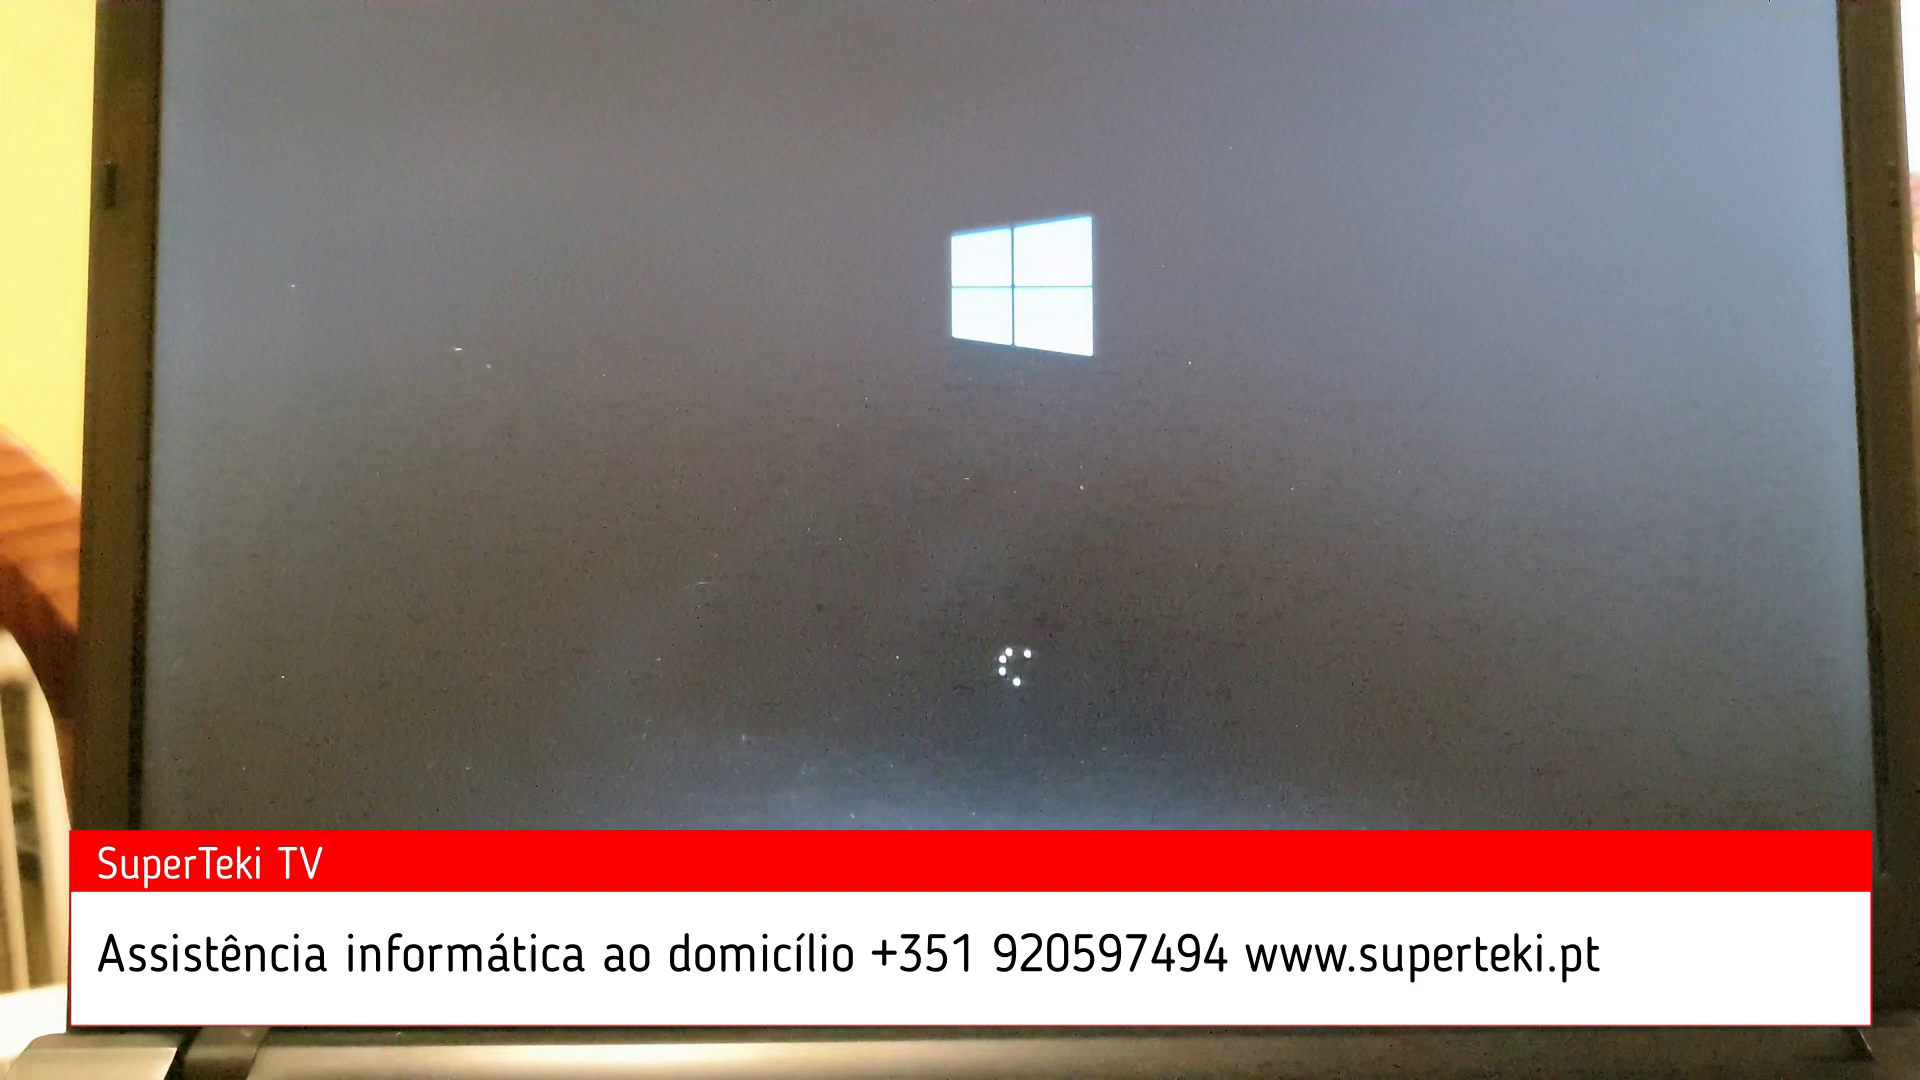 SuperTeki TV
Assistência informática ao domicílio +351 920597494 www.superteki.pt